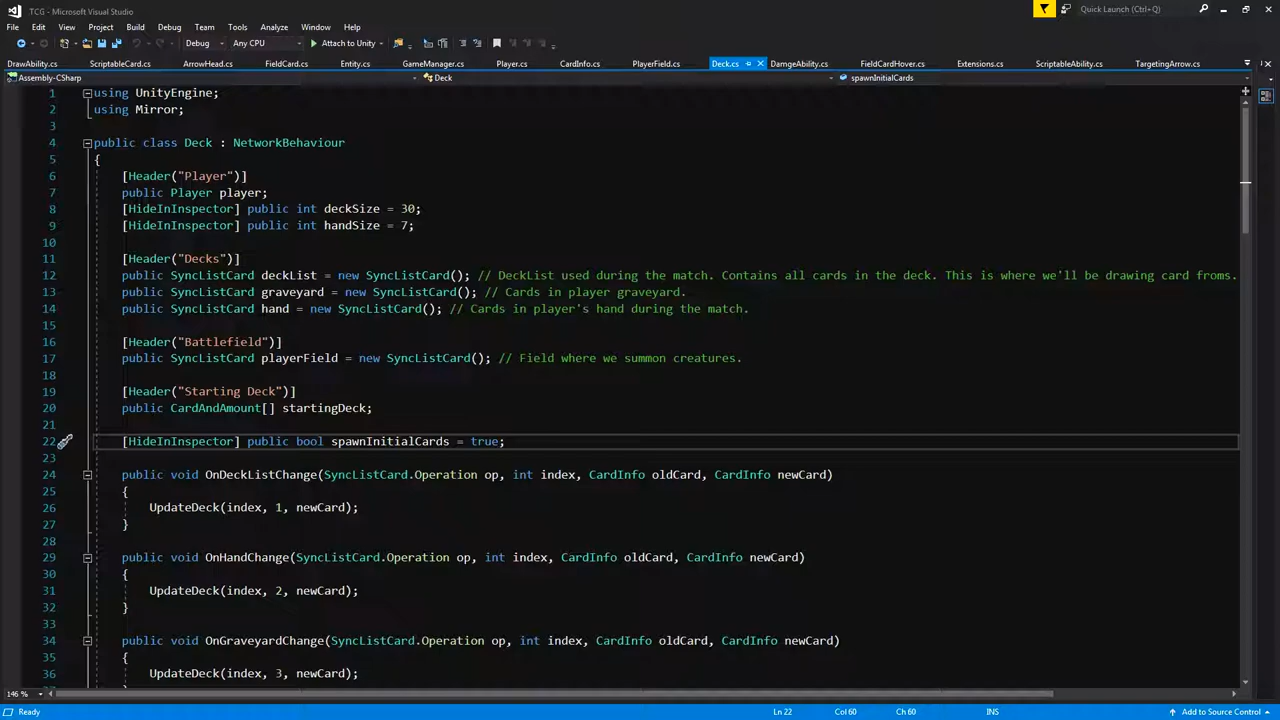 TCG - Microsoft Visual Studio
Quick Launch (Ctrl+Q)
File Edit View Project Build Debug Team Tools Analyze Window Help
Debug Any CPU Attach to Unity
DrawAbility.cs ScriptableCard.cs ArrowHead.cs FieldCard.cs Entity.cs GameManager.cs Player.cs CardInfo.cs PlayerField.cs Deck.cs DamgeAbility.cs FieldCardHover.cs Extensions.cs ScriptableAbility.cs TargetingArrow.cs
Assembly-CSharp Deck spawnInitialCards
1 using UnityEngine;
2 using Mirror;
3
4 public class Deck : NetworkBehaviour
5 {
6 [Header("Player")]
7 public Player player;
8 [HideInInspector] public int deckSize = 30;
9 [HideInInspector] public int handSize = 7;
10
11 [Header("Decks")]
12 public SyncListCard deckList = new SyncListCard(); // DeckList used during the match. Contains all cards in the deck. This is where we'll be drawing card froms.
13 public SyncListCard graveyard = new SyncListCard(); // Cards in player graveyard.
14 public SyncListCard hand = new SyncListCard(); // Cards in player's hand during the match.
15
16 [Header("Battlefield")]
17 public SyncListCard playerField = new SyncListCard(); // Field where we summon creatures.
18
19 [Header("Starting Deck")]
20 public CardAndAmount[] startingDeck;
21
22 [HideInInspector] public bool spawnInitialCards = true;
23
24 public void OnDeckListChange(SyncListCard.Operation op, int index, CardInfo oldCard, CardInfo newCard)
25 {
26 UpdateDeck(index, 1, newCard);
27 }
28
29 public void OnHandChange(SyncListCard.Operation op, int index, CardInfo oldCard, CardInfo newCard)
30 {
31 UpdateDeck(index, 2, newCard);
32 }
33
34 public void OnGraveyardChange(SyncListCard.Operation op, int index, CardInfo oldCard, CardInfo newCard)
35 {
36 UpdateDeck(index, 3, newCard);
146 %
Ready Ln 22 Col 60 Ch 60 INS Add to Source Control